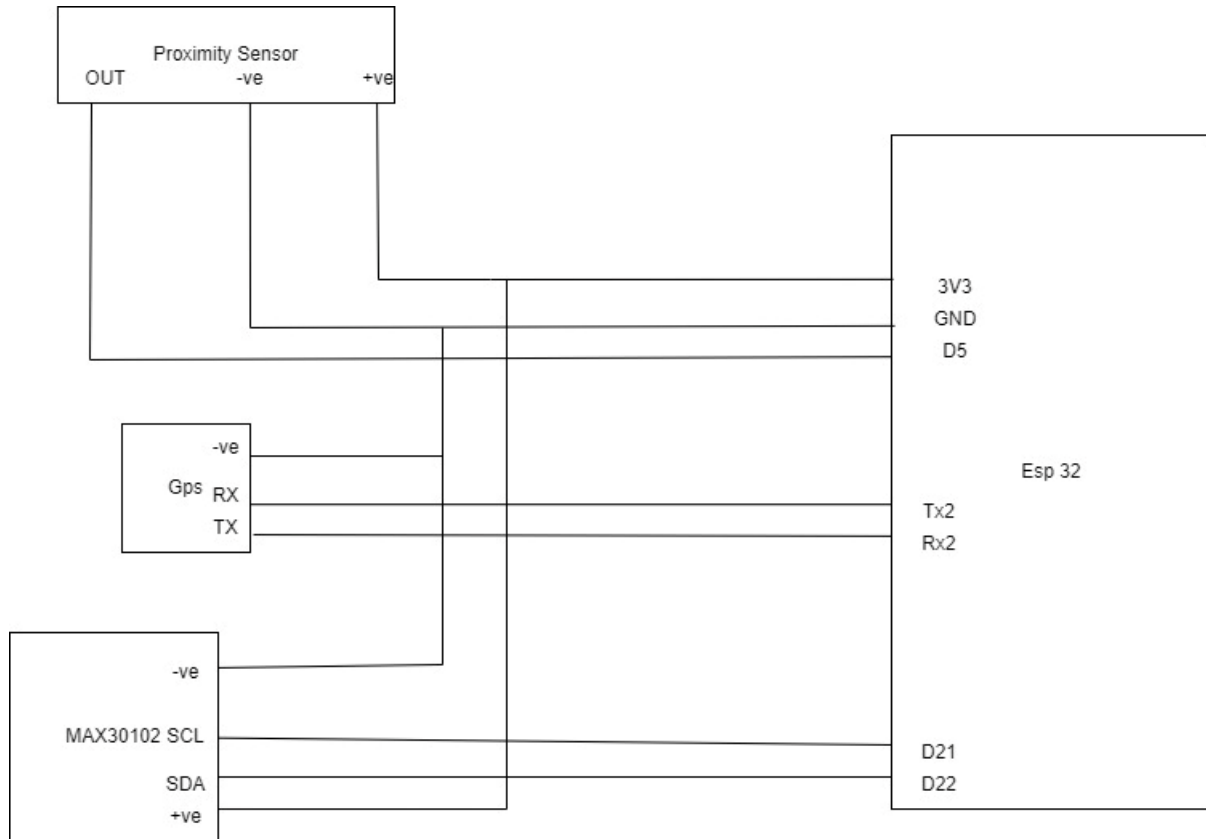 Proximity Sensor
OUT -ve +ve
3V3
GND
D5
-ve
Gps RX
TX
Esp 32
Tx2
Rx2
-ve
MAX30102 SCL
SDA
+ve
D21
D22